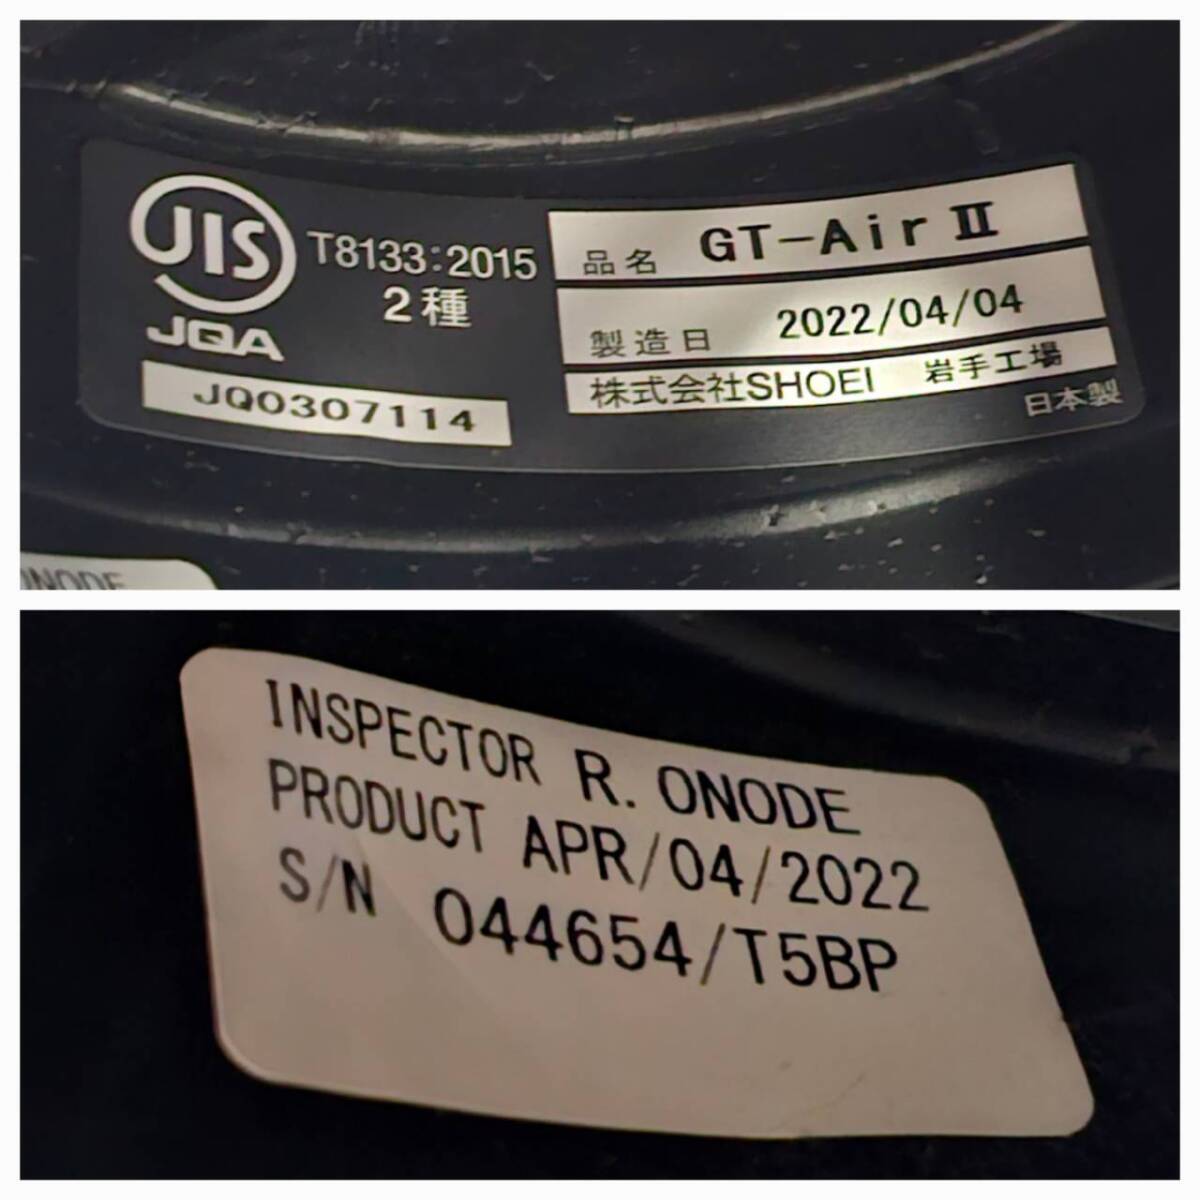 JIS
JQA
T8133:2015
2種
JQ0307114
品名 GT-Air II
製造日 2022/04/04
株式会社SHOEI 岩手工場
日本製
ONODE
INSPECTOR R. ONODE
PRODUCT APR/04/2022
S/N 044654/T5BP